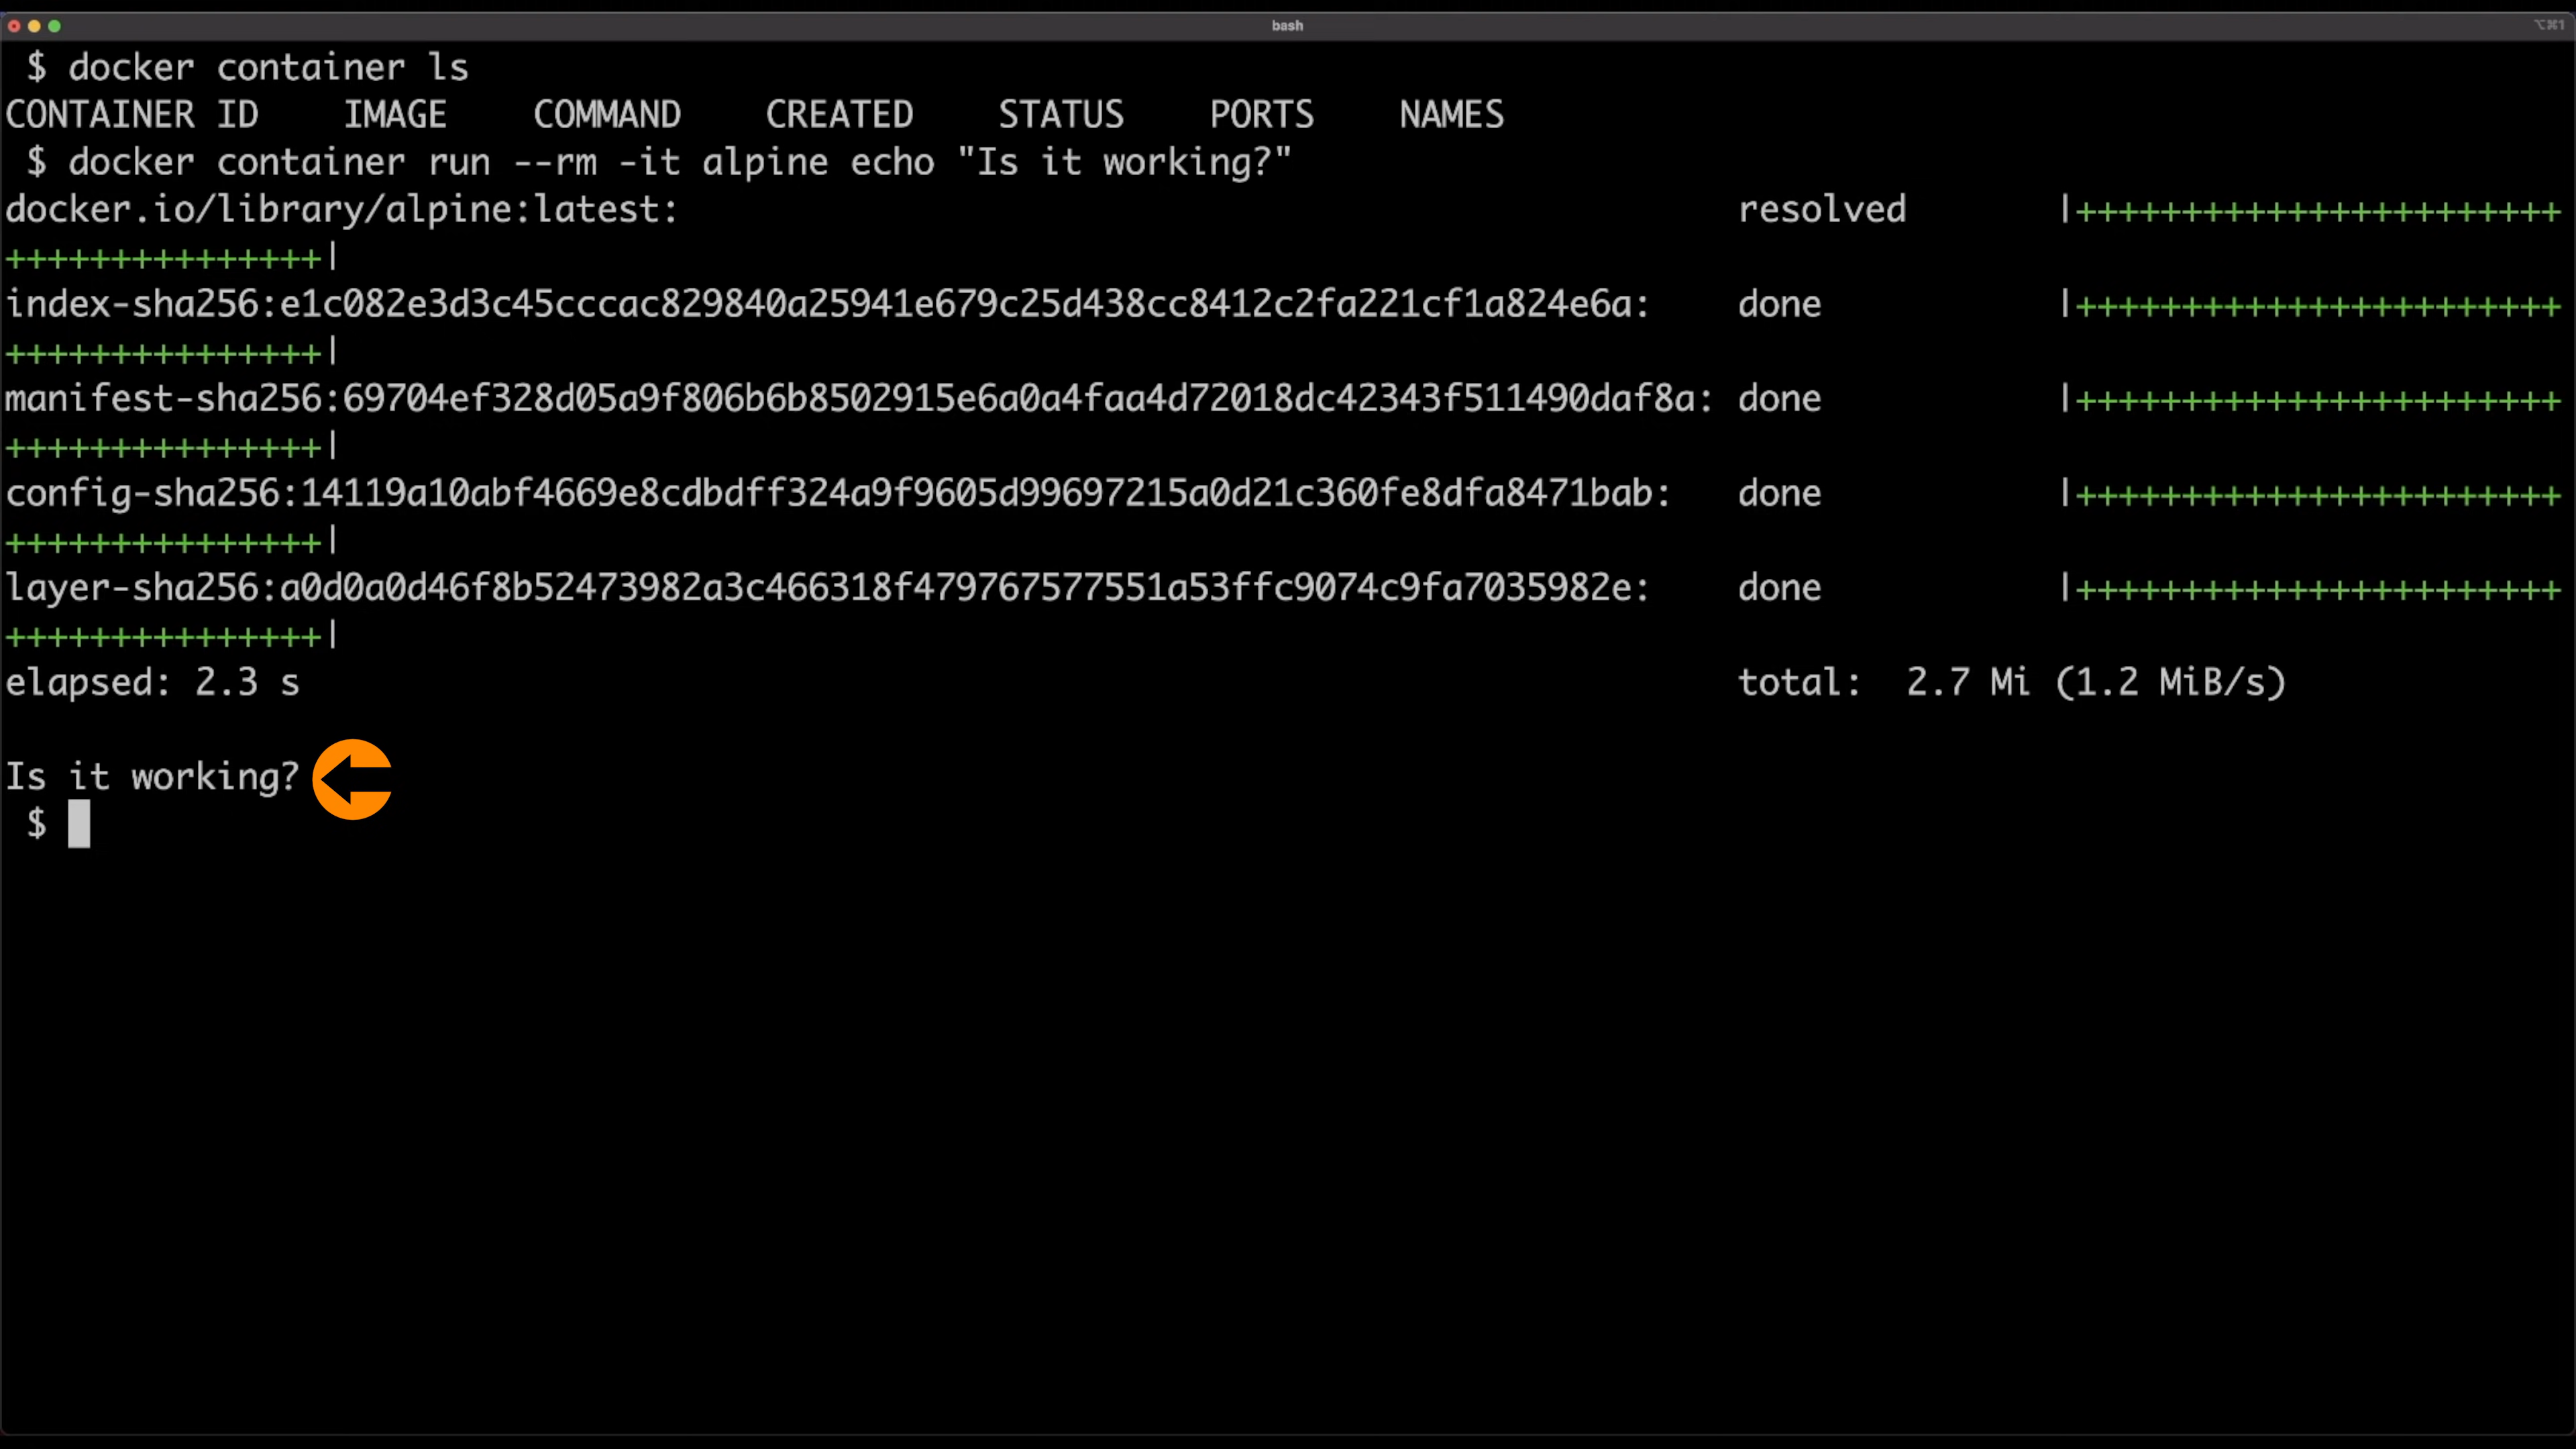 bash
⌥⌘1
$ docker container ls
CONTAINER ID    IMAGE    COMMAND    CREATED    STATUS    PORTS    NAMES
$ docker container run --rm -it alpine echo "Is it working?"
docker.io/library/alpine:latest: resolved |+++++++++++++++++++++++
+++++++++++++++|
index-sha256:e1c082e3d3c45cccac829840a25941e679c25d438cc8412c2fa221cf1a824e6a: done |+++++++++++++++++++++++
+++++++++++++++|
manifest-sha256:69704ef328d05a9f806b6b8502915e6a0a4faa4d72018dc42343f511490daf8a: done |+++++++++++++++++++++++
+++++++++++++++|
config-sha256:14119a10abf4669e8cdbdff324a9f9605d99697215a0d21c360fe8dfa8471bab: done |+++++++++++++++++++++++
+++++++++++++++|
layer-sha256:a0d0a0d46f8b52473982a3c466318f479767577551a53ffc9074c9fa7035982e: done |+++++++++++++++++++++++
+++++++++++++++|
elapsed: 2.3 s total:  2.7 Mi (1.2 MiB/s)
Is it working?
$